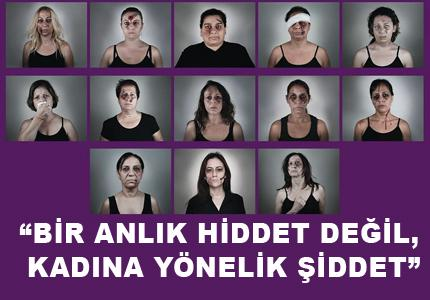 “BİR ANLIK HİDDET DEĞİL,
KADINA YÖNELİK ŞİDDET”